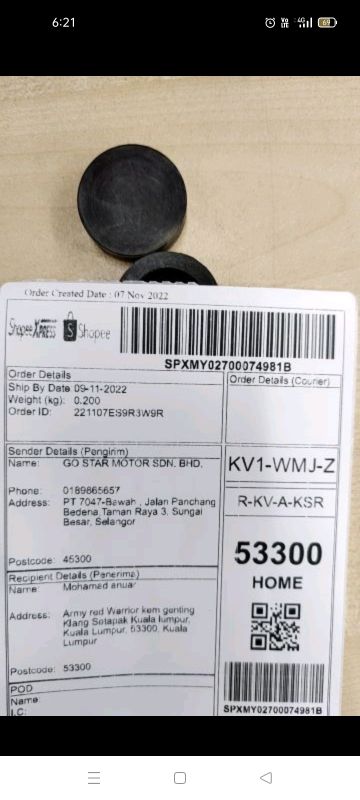 6:21
69
Order Created Date : 07 Nov 2022
Shopee XPRESS Shopee
SPXMY02700074981B
Order Details
Order Details (Courier)
Ship By Date 09-11-2022
Weight (kg): 0.200
Order ID: 221107ES9R3W9R
Sender Details (Pengirim)
Name: GO STAR MOTOR SDN. BHD.
KV1-WMJ-Z
Phone: 0189865657
R-KV-A-KSR
Address: PT 7047-Bawah , Jalan Panchang
Bedena Taman Raya 3, Sungai
Besar, Selangor
53300
HOME
Postcode: 45300
Recipient Details (Penerima)
Name: Mohamed anuar
Address: Army red Warrior kem genting
Klang Setapak Kuala lumpur,
Kuala Lumpur, 53300, Kuala
Lumpur
Postcode: 53300
POD
Name:
I.C:
SPXMY02700074981B